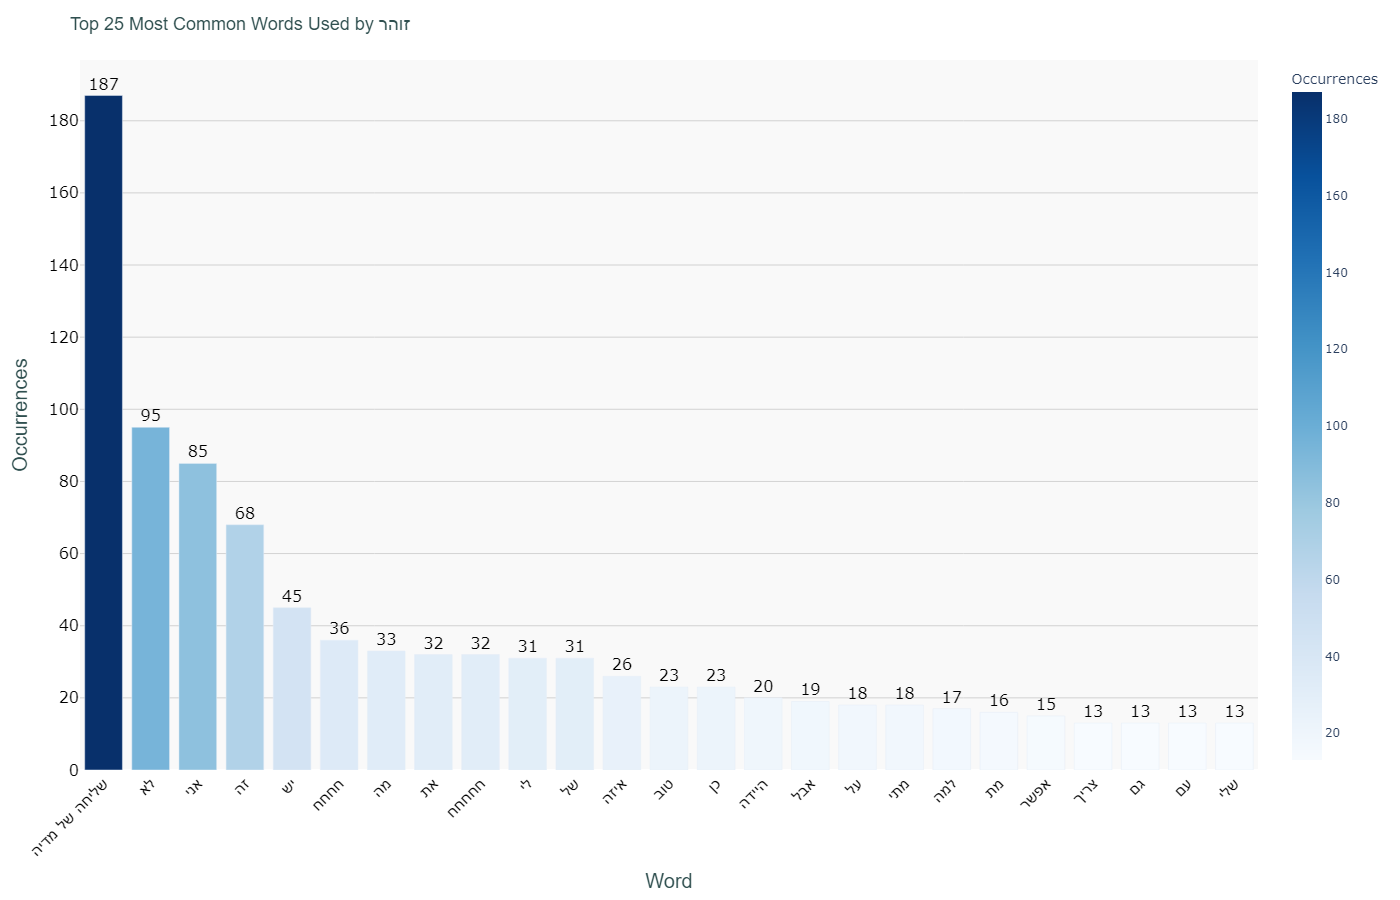 Top 25 Most Common Words Used by זוהר
Occurrences
187
95
85
68
45
36
33
32
32
31
31
26
23
23
20
19
18
18
17
16
15
13
13
13
13
180
160
140
120
100
80
60
40
20
0
Occurrences
180
160
140
120
100
80
60
40
20
שליחה של מדיה
לא
אני
זה
יש
חחחח
מה
את
חחחחח
לי
של
איזה
טוב
כן
היידה
אבל
על
מתי
למה
מת
אפשר
צריך
גם
עם
שלי
Word